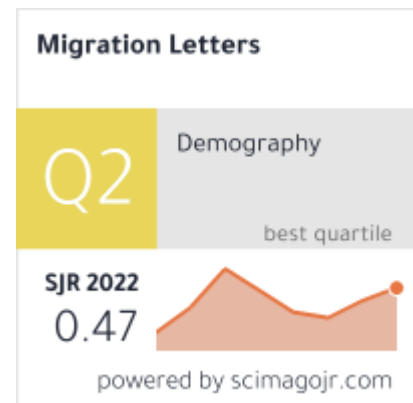 Migration Letters
Q2
Demography
best quartile
SJR 2022
0.47
powered by scimagojr.com